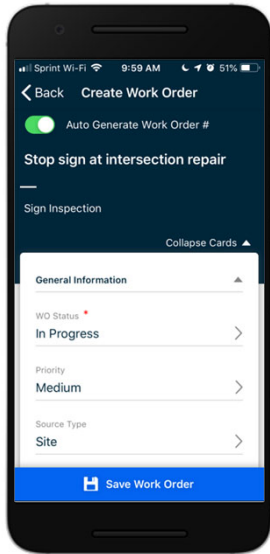 Sprint Wi-Fi 9:59 AM 51%
Back Create Work Order
Auto Generate Work Order #
Stop sign at intersection repair
—
Sign Inspection
Collapse Cards ▲
General Information
WO Status *
In Progress
Priority
Medium
Source Type
Site
Save Work Order